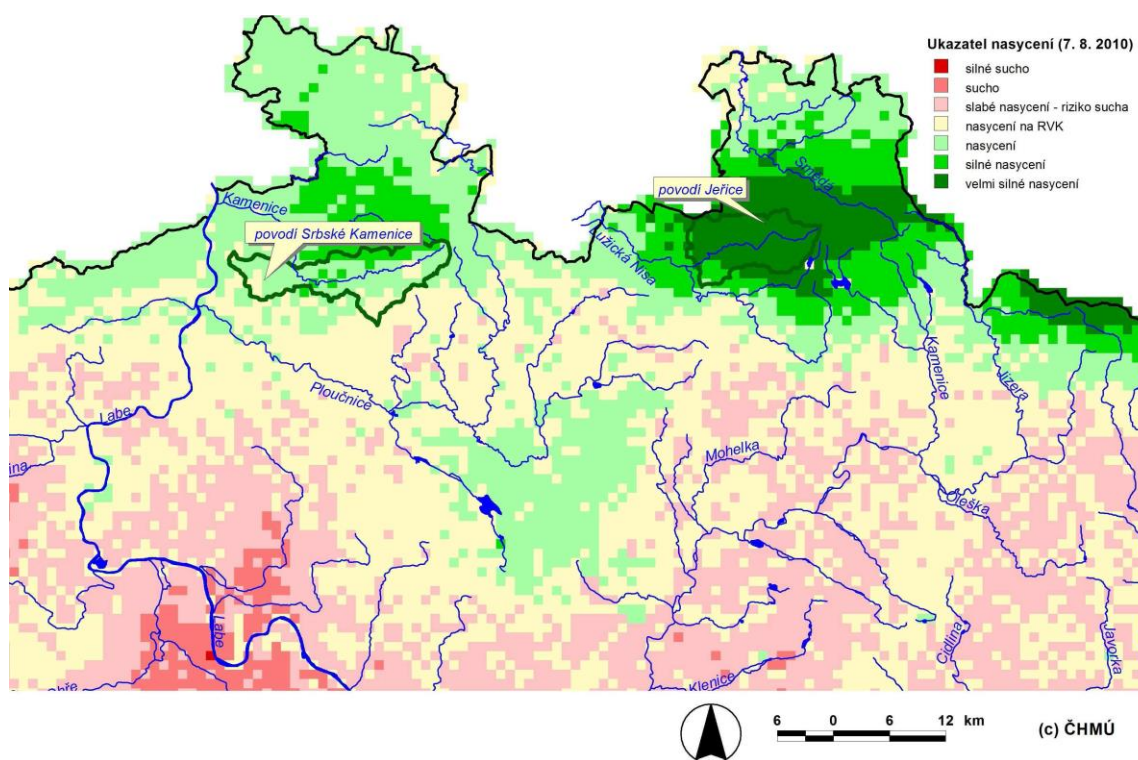 Ukazatel nasycení (7. 8. 2010)
silné sucho
sucho
slabé nasycení - riziko sucha
nasycení na RVK
nasycení
silné nasycení
velmi silné nasycení
Smědá
povodí Jeřice
Kamenice
povodí Srbské Kamenice
Lužická Nisa
Kamenice
Jizera
Ploučnice
Labe
Mohelka
ina
Oleška
Labe
Cidlina
Javorka
Klenice
6 0 6 12 km
(c) ČHMÚ